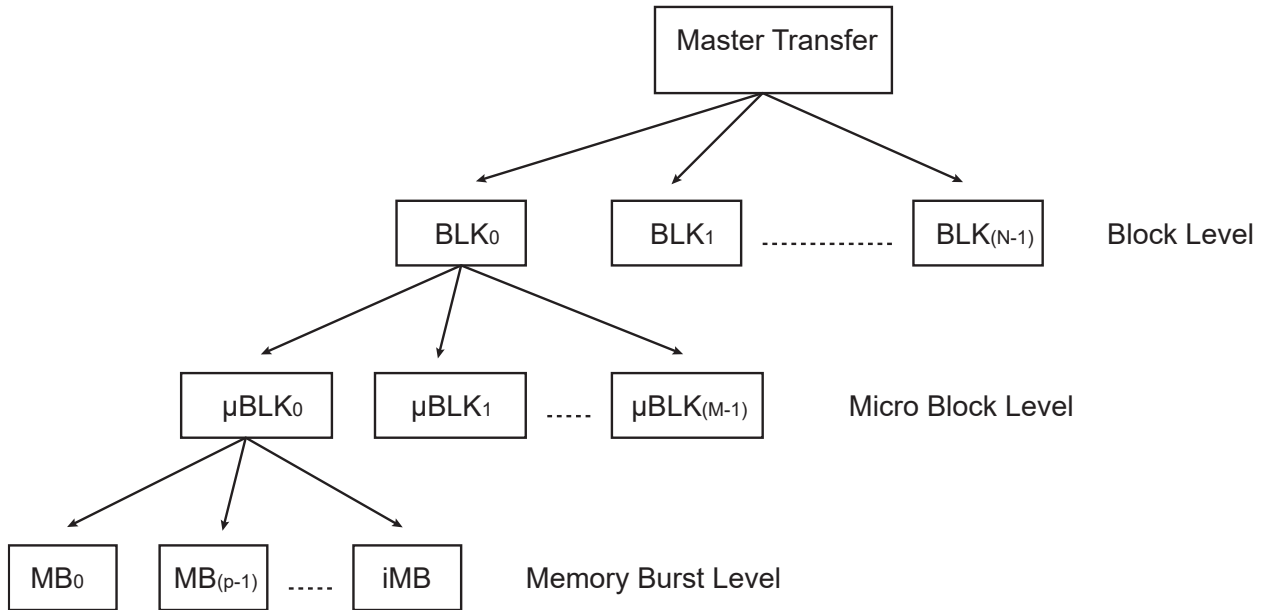 Master Transfer
BLK0 BLK1 BLK(N-1) Block Level
µBLK0 µBLK1 µBLK(M-1) Micro Block Level
MB0 MB(p-1) iMB Memory Burst Level